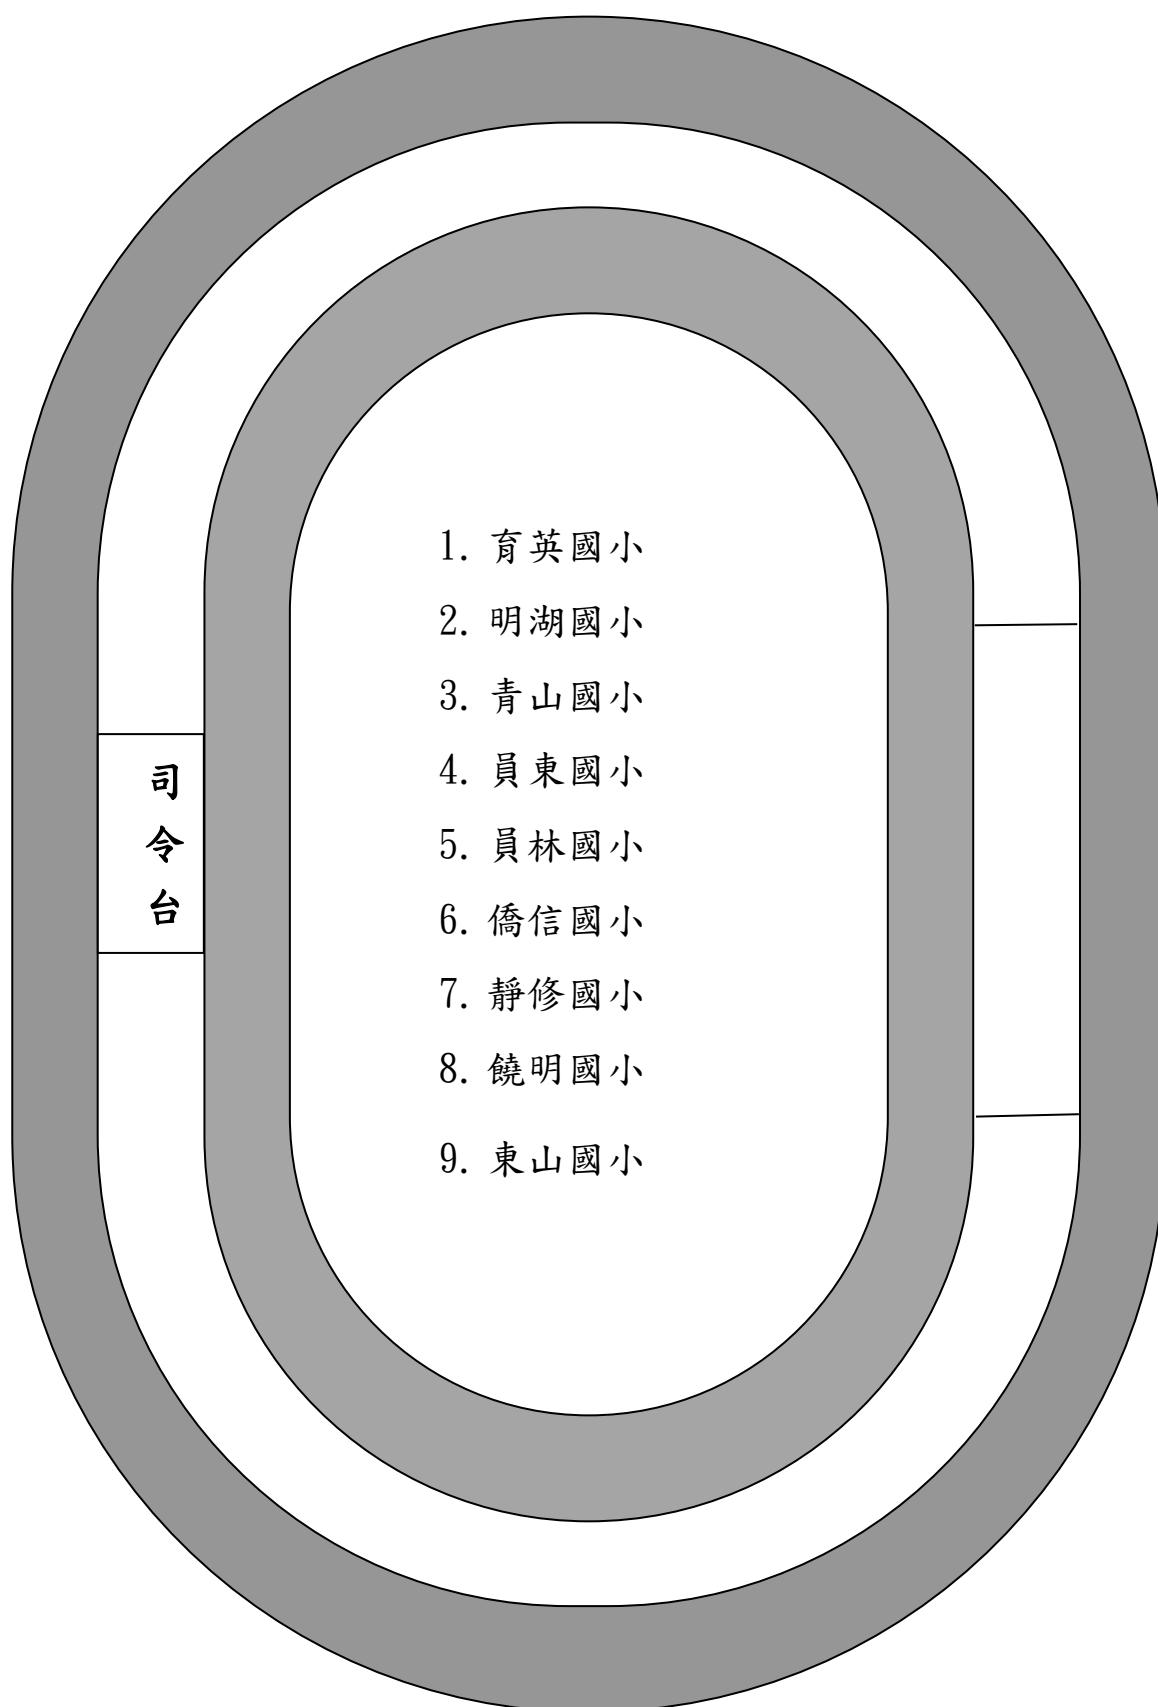 1. 育英國小
2. 明湖國小
3. 青山國小
4. 員東國小
5. 員林國小
6. 僑信國小
7. 靜修國小
8. 饒明國小
9. 東山國小
司令台